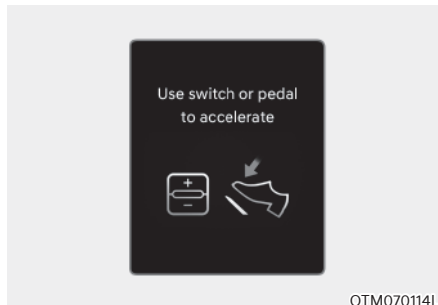 Use switch or pedal
to accelerate
+
-
OTM070114L